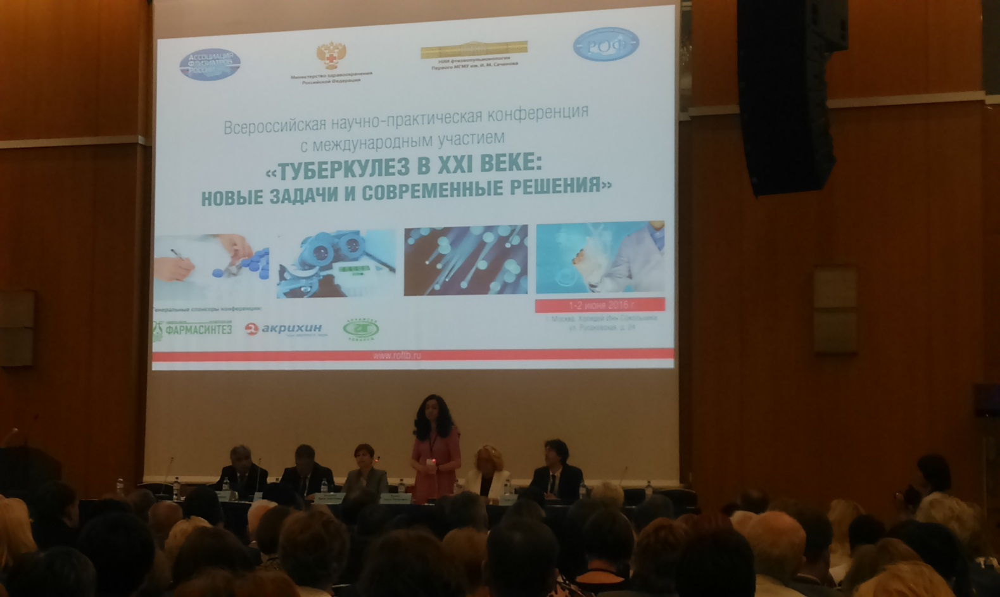 АССОЦИАЦИЯ
ФТИЗИАТРОВ
РОССИИ
Министерство здравоохранения
Российской Федерации
НИИ фтизиопульмонологии
Первого МГМУ им. И. М. Сеченова
РОФ
Всероссийская научно-практическая конференция
с международным участием
«ТУБЕРКУЛЕЗ В XXI ВЕКЕ:
НОВЫЕ ЗАДАЧИ И СОВРЕМЕННЫЕ РЕШЕНИЯ»
Генеральные спонсоры конференции:
ФАРМАСИНТЕЗ
акрихин
1-2 июня 2016 г.
г. Москва, Холидей Инн Сокольники,
ул. Русаковская, д. 24
www.roftb.ru